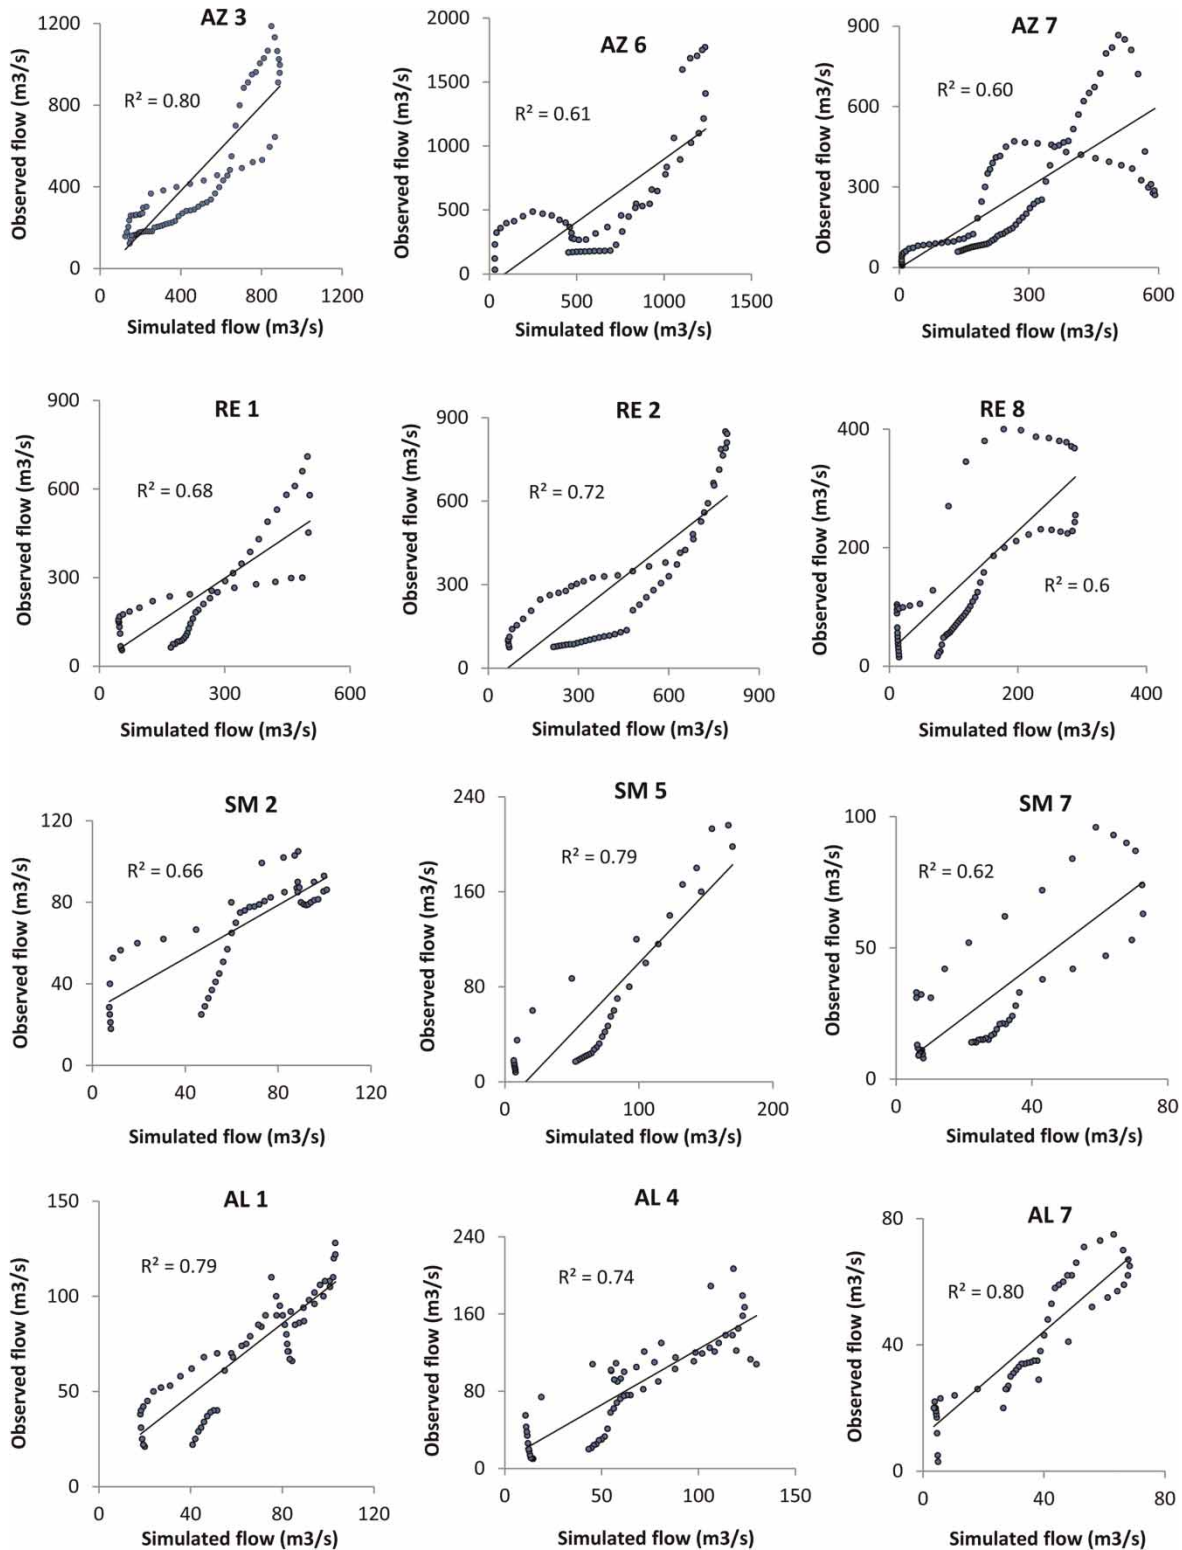 AZ 3
Observed flow (m3/s)
1200
800
400
0
R² = 0.80
0 400 800 1200
Simulated flow (m3/s)
AZ 6
Observed flow (m3/s)
2000
1500
1000
500
0
R² = 0.61
0 500 1000 1500
Simulated flow (m3/s)
AZ 7
Observed flow (m3/s)
900
600
300
0
R² = 0.60
0 300 600
Simulated flow (m3/s)
RE 1
Observed flow (m3/s)
900
600
300
0
R² = 0.68
0 300 600
Simulated flow (m3/s)
RE 2
Observed flow (m3/s)
900
600
300
0
R² = 0.72
0 300 600 900
Simulated flow (m3/s)
RE 8
Observed flow (m3/s)
400
200
0
R² = 0.6
0 200 400
Simulated flow (m3/s)
SM 2
Observed flow (m3/s)
120
80
40
0
R² = 0.66
0 40 80 120
Simulated flow (m3/s)
SM 5
Observed flow (m3/s)
240
160
80
0
R² = 0.79
0 100 200
Simulated flow (m3/s)
SM 7
Observed flow (m3/s)
100
50
0
R² = 0.62
0 40 80
Simulated flow (m3/s)
AL 1
Observed flow (m3/s)
150
100
50
0
R² = 0.79
0 40 80 120
Simulated flow (m3/s)
AL 4
Observed flow (m3/s)
240
160
80
0
R² = 0.74
0 50 100 150
Simulated flow (m3/s)
AL 7
Observed flow (m3/s)
80
40
0
R² = 0.80
0 40 80
Simulated flow (m3/s)